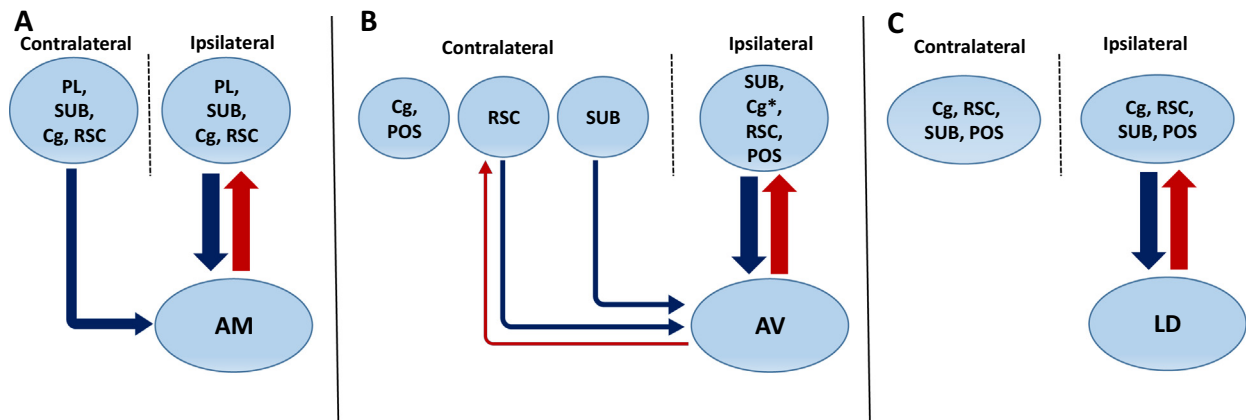 A
Contralateral
Ipsilateral
PL,
SUB,
Cg, RSC
PL,
SUB,
Cg, RSC
AM
B
Contralateral
Ipsilateral
Cg,
POS
RSC
SUB
SUB,
Cg*,
RSC,
POS
AV
C
Contralateral
Ipsilateral
Cg, RSC,
SUB, POS
Cg, RSC,
SUB, POS
LD